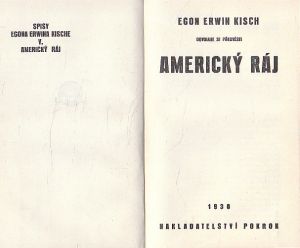 SPISY
EGONA ERWINA KISCHE
V.
AMERICKÝ RÁJ
EGON ERWIN KISCH
AMERICKÝ RÁJ
1930
NAKLADATELSTVÍ POKROK